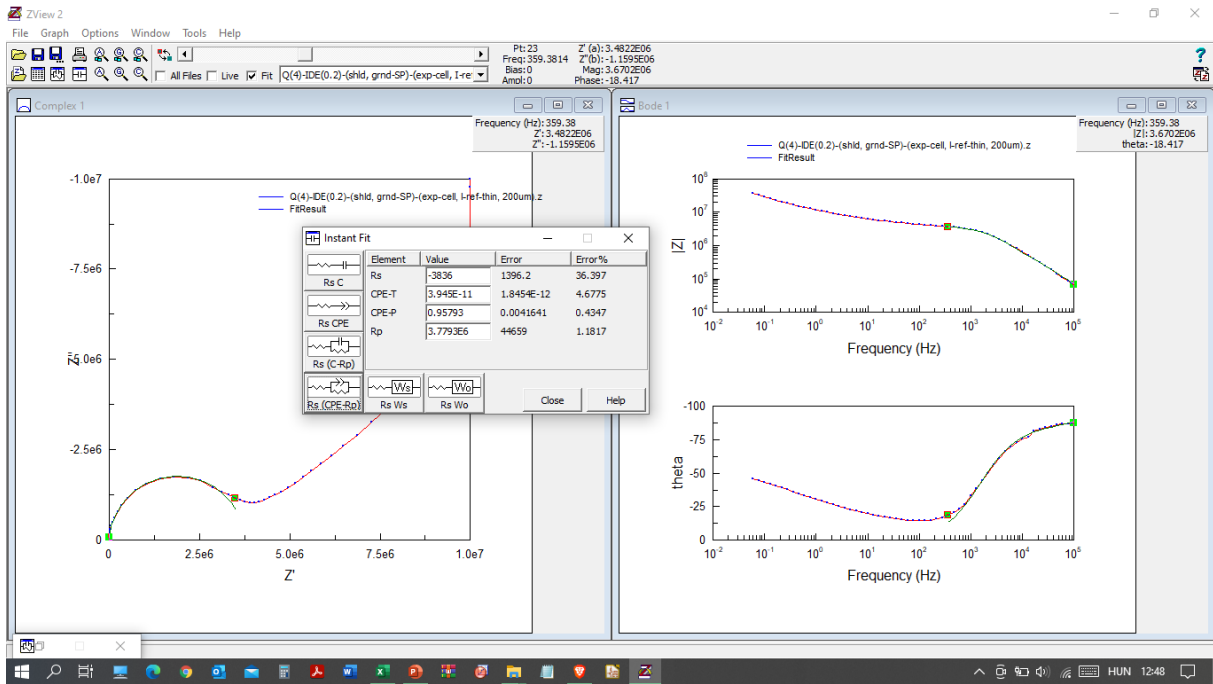 ZView 2
File Graph Options Window Tools Help
All Files Live Fit Q(4)-IDE(0.2)-(shld, grnd-SP)-(exp-cell, I-re
Pt:23 Z' (a):3.4822E06
Freq:359.3814 Z"(b):-1.1595E06
Bias:0 Mag:3.6702E06
Ampl:0 Phase:-18.417
Complex 1
Frequency (Hz):359.38
Z':3.4822E06
Z":-1.1595E06
Q(4)-IDE(0.2)-(shld, grnd-SP)-(exp-cell, I-ref-thin, 200um).z
FitResult
-1.0e7
-7.5e6
-5.0e6
-2.5e6
0
0 2.5e6 5.0e6 7.5e6 1.0e7
Z'
Instant Fit
Element Value Error Error%
Rs -3836 1396.2 36.397
CPE-T 3.945E-11 1.8454E-12 4.6775
CPE-P 0.95793 0.0041641 0.4347
Rp 3.7793E6 44659 1.1817
Rs C
Rs CPE
Rs (C-Rp)
Rs (CPE-Rp)
Ws
Rs Ws
Wo
Rs Wo
Close
Help
Bode 1
Frequency (Hz):359.38
|Z|:3.6702E06
theta:-18.417
Q(4)-IDE(0.2)-(shld, grnd-SP)-(exp-cell, I-ref-thin, 200um).z
FitResult
10⁸
10⁷
10⁶
10⁵
10⁴
|Z|
10⁻² 10⁻¹ 10⁰ 10¹ 10² 10³ 10⁴ 10⁵
Frequency (Hz)
-100
-75
-50
-25
0
theta
10⁻² 10⁻¹ 10⁰ 10¹ 10² 10³ 10⁴ 10⁵
Frequency (Hz)
HUN 12:48